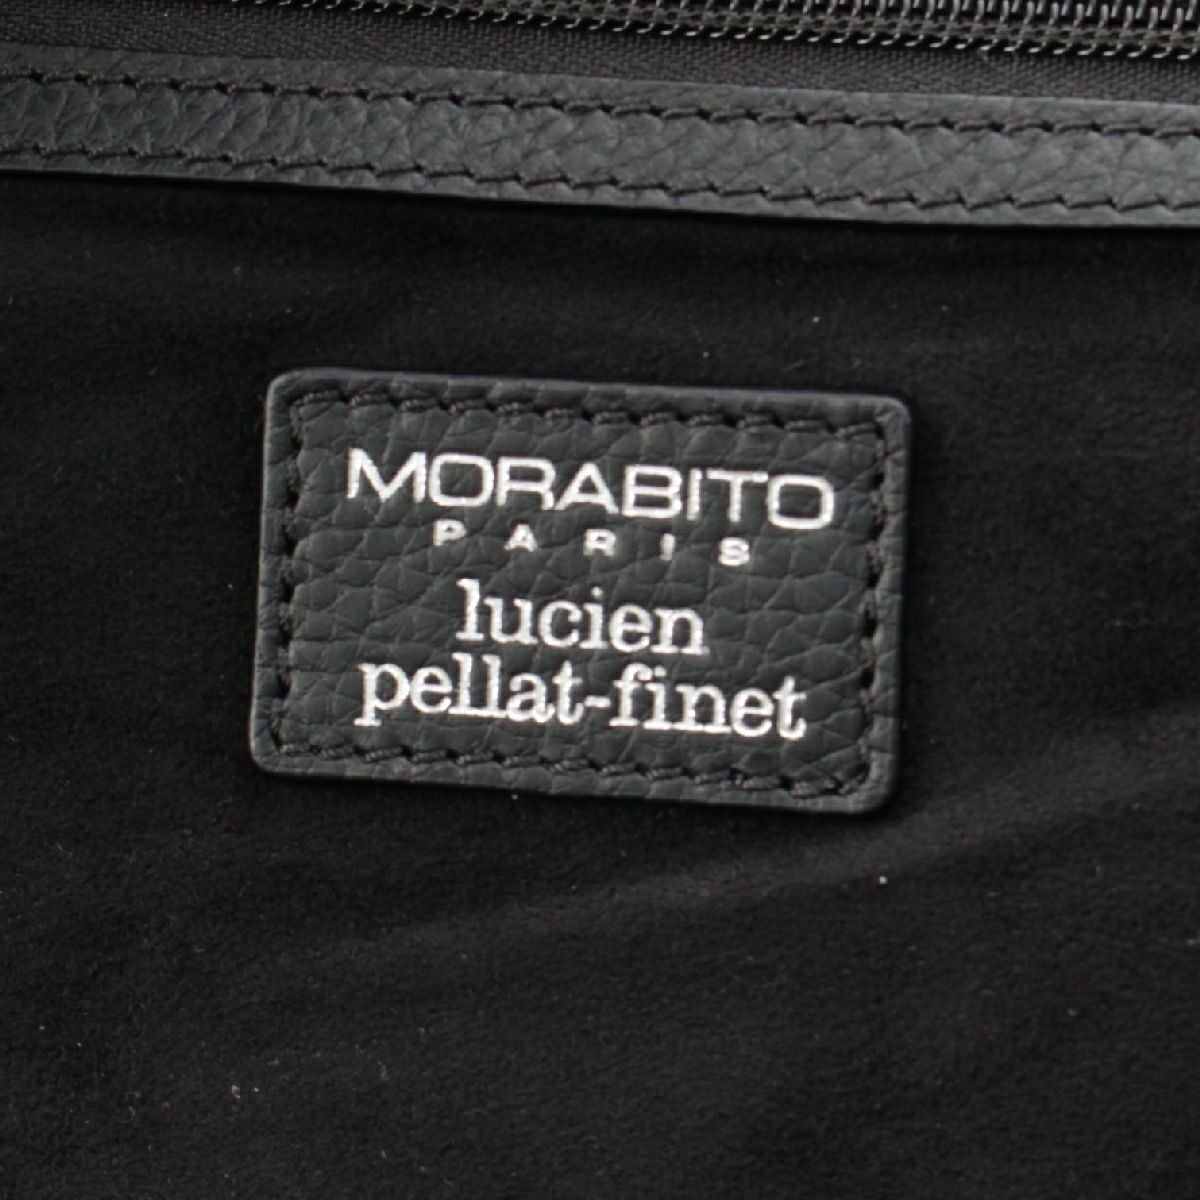 MORABITO
PARIS
lucien
pellat-finet